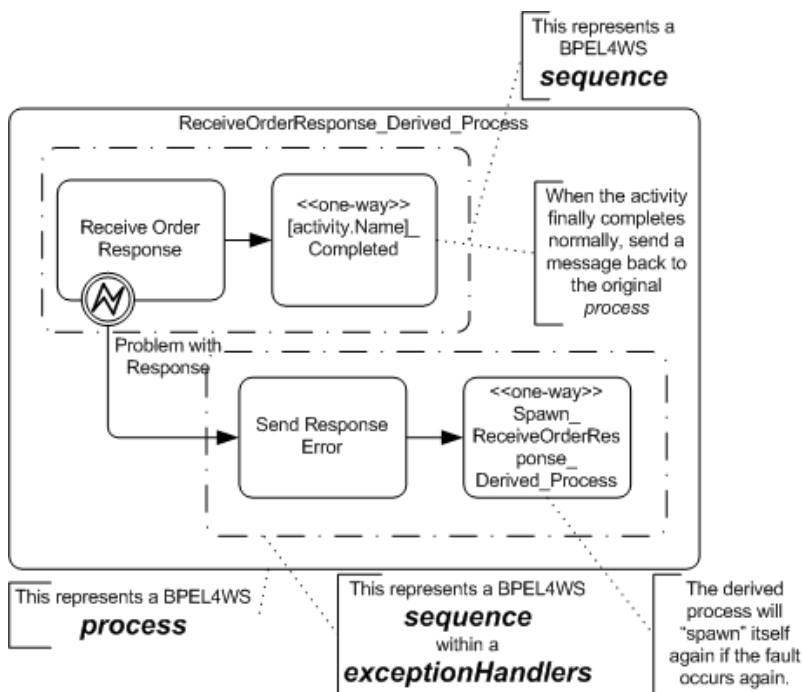 This represents a
BPEL4WS
sequence
ReceiveOrderResponse_Derived_Process
Receive Order
Response
<<one-way>>
[activity.Name]_
Completed
When the activity
finally completes
normally, send a
message back to
the original
process
Problem with
Response
Send Response
Error
<<one-way>>
Spawn_
ReceiveOrderRes
ponse_
Derived_Process
This represents a BPEL4WS
process
This represents a BPEL4WS
sequence
within a
exceptionHandlers
The derived
process will
“spawn” itself
again if the fault
occurs again.